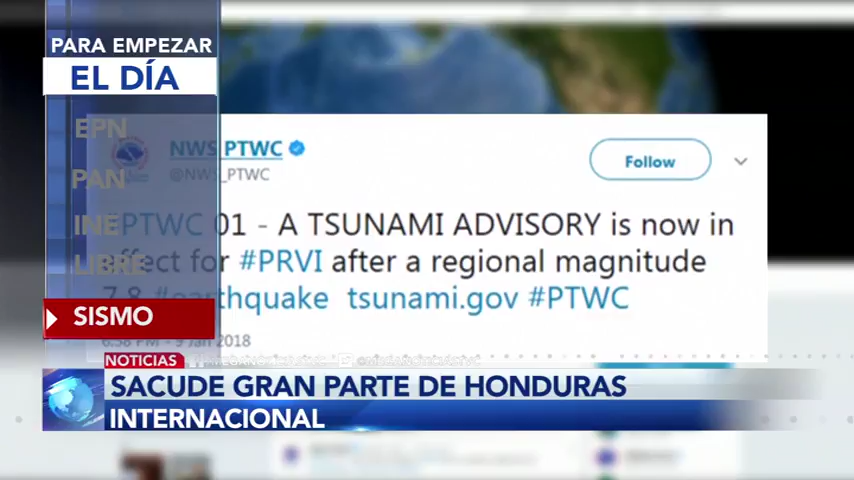 PARA EMPEZAR
EL DÍA
EPN
PAN
INE
LIBRE
SISMO
NWS PTWC
@NWS_PTWC
Follow
#PTWC 01 - A TSUNAMI ADVISORY is now in
effect for #PRVI after a regional magnitude
7.8 #earthquake tsunami.gov #PTWC
6:58 PM - 9 Jan 2018
NOTICIAS
SACUDE GRAN PARTE DE HONDURAS
INTERNACIONAL